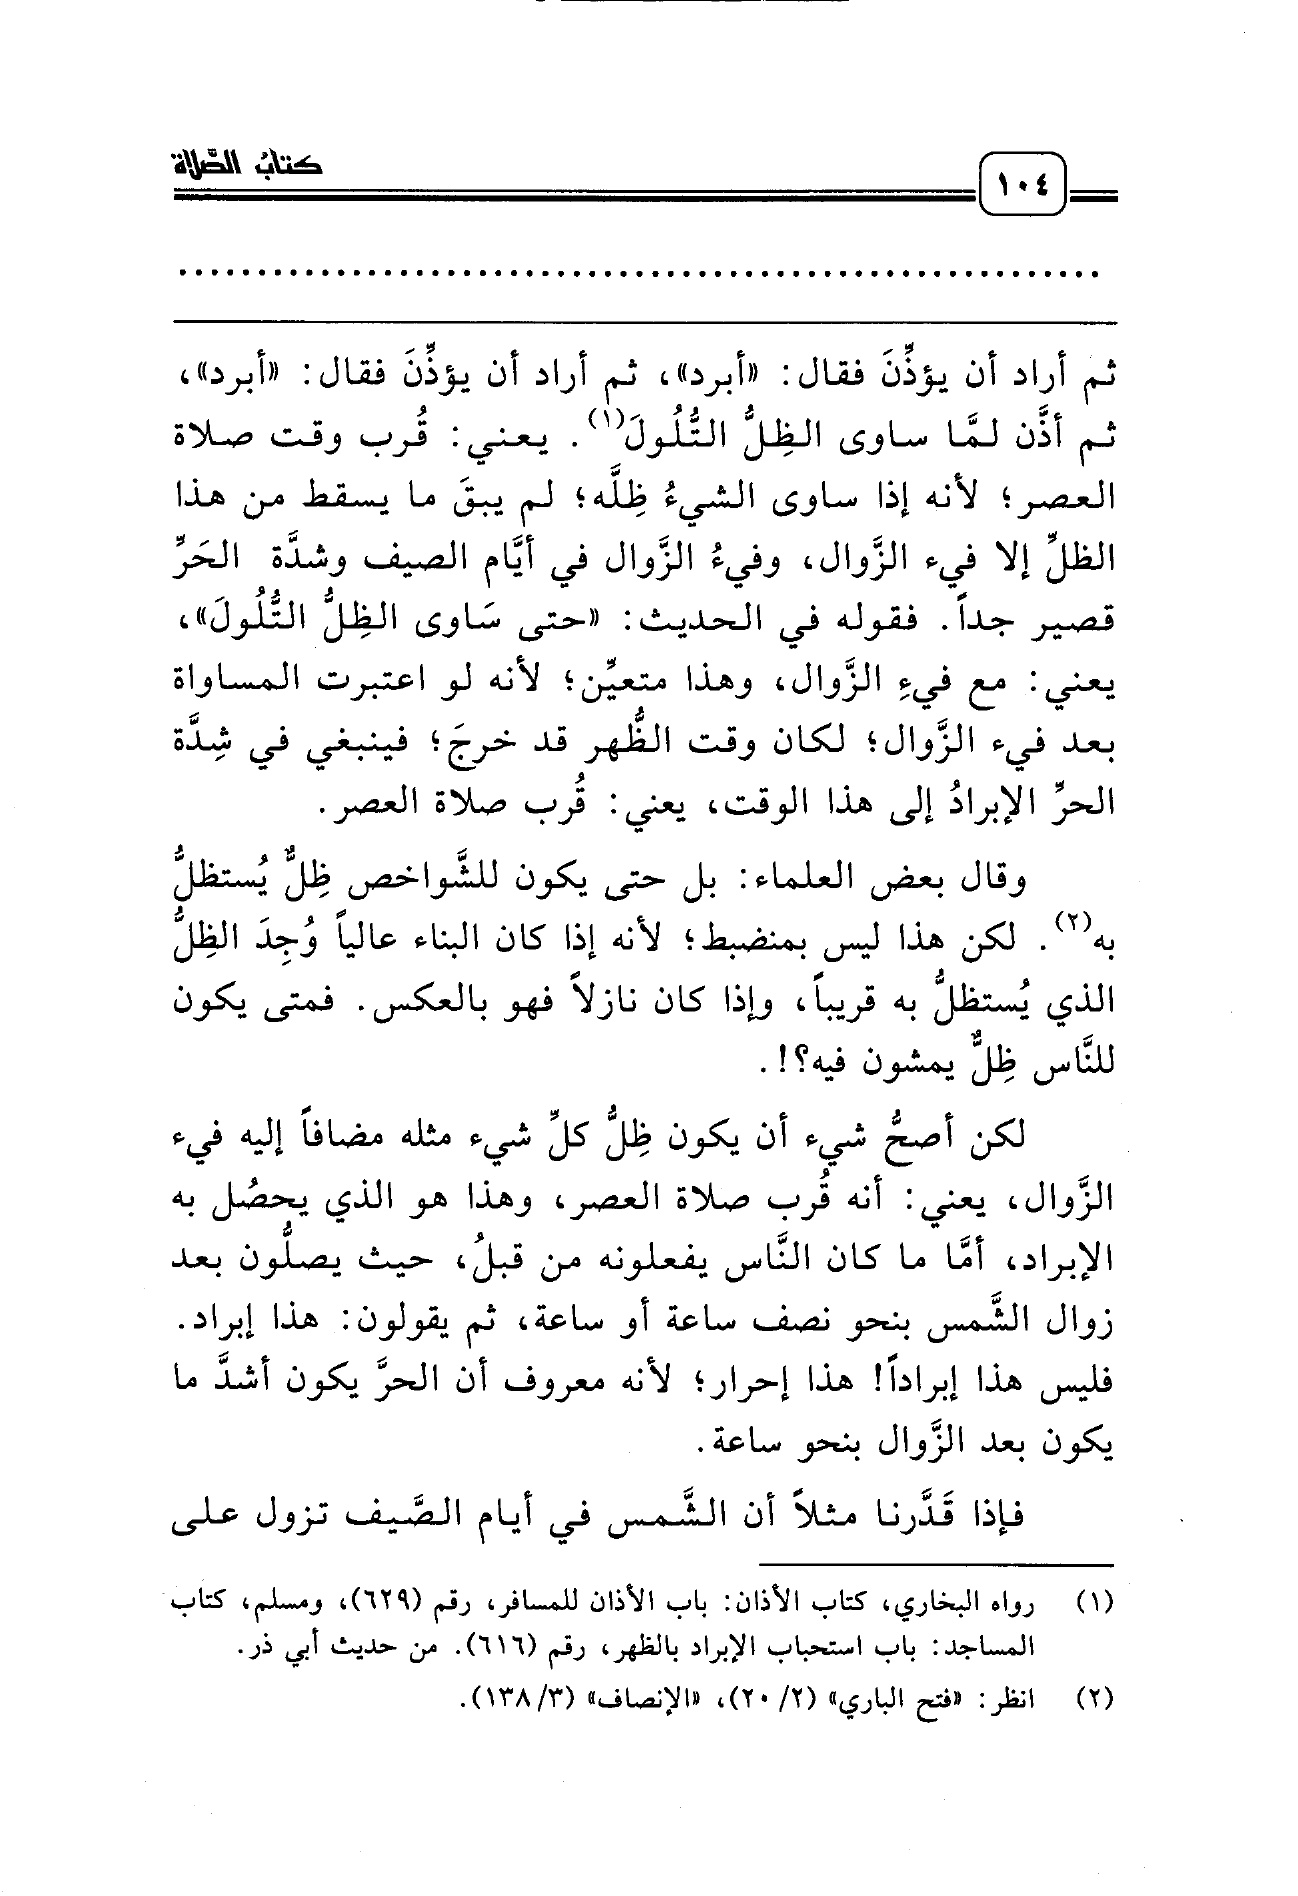 كتاب الصَّلاة
١٠٤
ثم أراد أن يؤذِّنَ فقال: «أبرد»، ثم أراد أن يؤذِّنَ فقال: «أبرد»،
ثم أذَّن لمَّا ساوى الظِلُّ التُّلُولَ(١). يعني: قُرب وقت صلاة
العصر؛ لأنه إذا ساوى الشيءُ ظِلَّه؛ لم يبقَ ما يسقط من هذا
الظلِّ إلا فيء الزَّوال، وفيءُ الزَّوال في أيَّام الصيف وشدَّة الحَرِّ
قصير جداً. فقوله في الحديث: «حتى سَاوى الظِلُّ التُّلُولَ»،
يعني: مع فيءِ الزَّوال، وهذا متعيِّن؛ لأنه لو اعتبرت المساواة
بعد فيء الزَّوال؛ لكان وقت الظُّهر قد خرجَ؛ فينبغي في شِدَّة
الحرِّ الإبرادُ إلى هذا الوقت، يعني: قُرب صلاة العصر.
وقال بعض العلماء: بل حتى يكون للشَّواخص ظِلٌّ يُستظلُّ
به(٢). لكن هذا ليس بمنضبط؛ لأنه إذا كان البناء عالياً وُجِدَ الظِلُّ
الذي يُستظلُّ به قريباً، وإذا كان نازلاً فهو بالعكس. فمتى يكون
للنَّاس ظِلٌّ يمشون فيه؟!.
لكن أصحُّ شيء أن يكون ظِلُّ كلِّ شيء مثله مضافاً إليه فيء
الزَّوال، يعني: أنه قُرب صلاة العصر، وهذا هو الذي يحصُل به
الإبراد، أمَّا ما كان النَّاس يفعلونه من قبلُ، حيث يصلُّون بعد
زوال الشَّمس بنحو نصف ساعة أو ساعة، ثم يقولون: هذا إبراد.
فليس هذا إبراداً! هذا إحرار؛ لأنه معروف أن الحرَّ يكون أشدَّ ما
يكون بعد الزَّوال بنحو ساعة.
فإذا قَدَّرنا مثلاً أن الشَّمس في أيام الصَّيف تزول على
(١) رواه البخاري، كتاب الأذان: باب الأذان للمسافر، رقم (٦٢٩)، ومسلم، كتاب
المساجد: باب استحباب الإبراد بالظهر، رقم (٦١٦). من حديث أبي ذر.
(٢) انظر: «فتح الباري» (٢/ ٢٠)، «الإنصاف» (٣/ ١٣٨).